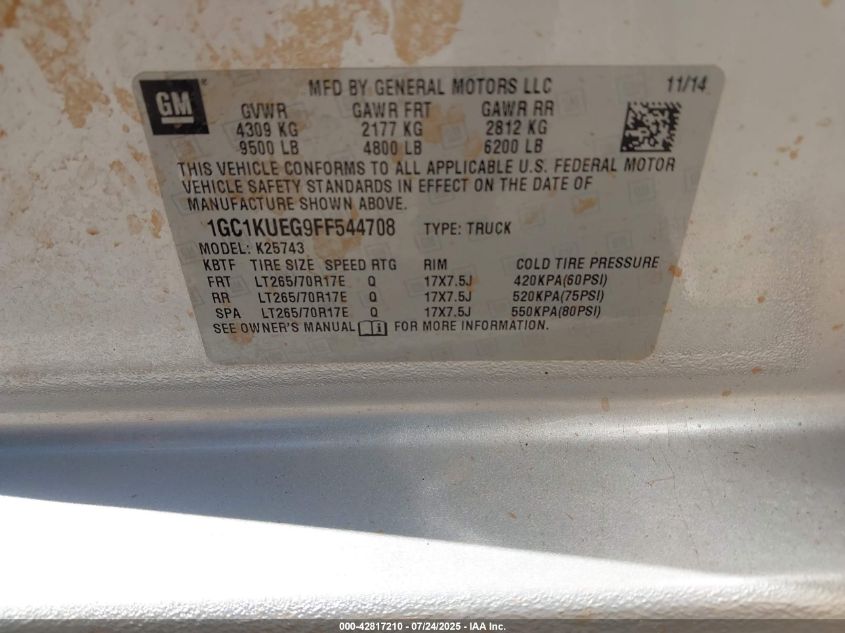 GM
MFD BY GENERAL MOTORS LLC 11/14
GVWR GAWR FRT GAWR RR
4309 KG 2177 KG 2812 KG
9500 LB 4800 LB 6200 LB
THIS VEHICLE CONFORMS TO ALL APPLICABLE U.S. FEDERAL MOTOR
VEHICLE SAFETY STANDARDS IN EFFECT ON THE DATE OF
MANUFACTURE SHOWN ABOVE.
1GC1KUEG9FF544708 TYPE: TRUCK
MODEL: K25743
KBTF TIRE SIZE SPEED RTG RIM COLD TIRE PRESSURE
FRT LT265/70R17E Q 17X7.5J 420KPA(60PSI)
RR LT265/70R17E Q 17X7.5J 520KPA(75PSI)
SPA LT265/70R17E Q 17X7.5J 550KPA(80PSI)
SEE OWNER'S MANUAL FOR MORE INFORMATION.
000-42817210 - 07/24/2025 - IAA Inc.